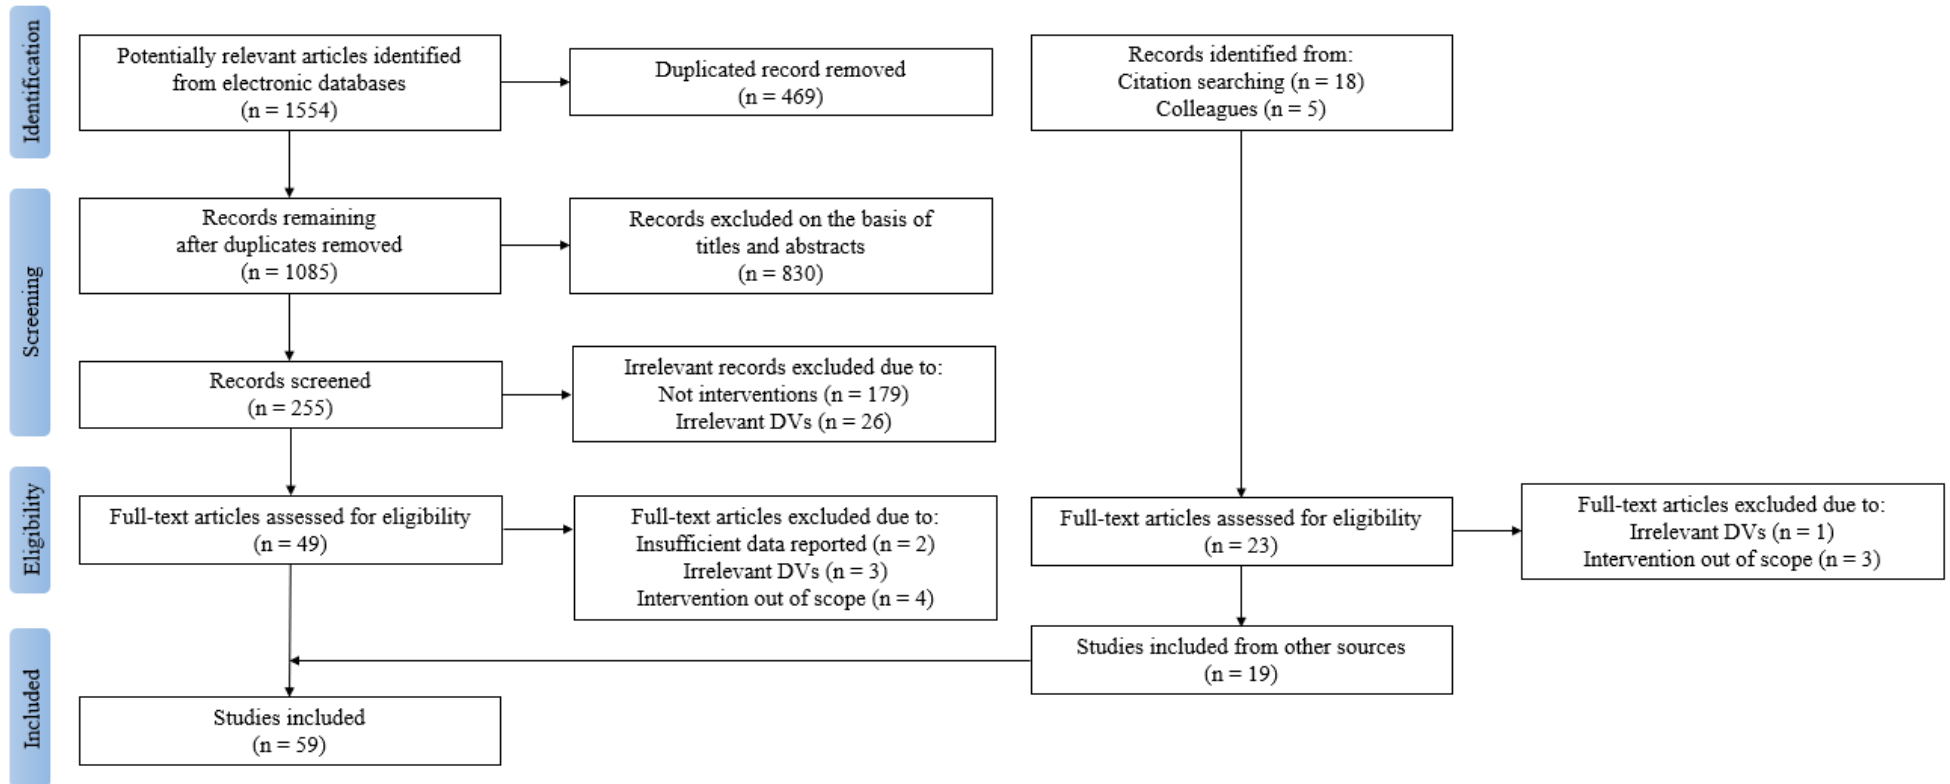 Identification
Potentially relevant articles identified
from electronic databases
(n = 1554)
Duplicated record removed
(n = 469)
Records identified from:
Citation searching (n = 18)
Colleagues (n = 5)
Screening
Records remaining
after duplicates removed
(n = 1085)
Records excluded on the basis of
titles and abstracts
(n = 830)
Records screened
(n = 255)
Irrelevant records excluded due to:
Not interventions (n = 179)
Irrelevant DVs (n = 26)
Eligibility
Full-text articles assessed for eligibility
(n = 49)
Full-text articles excluded due to:
Insufficient data reported (n = 2)
Irrelevant DVs (n = 3)
Intervention out of scope (n = 4)
Full-text articles assessed for eligibility
(n = 23)
Full-text articles excluded due to:
Irrelevant DVs (n = 1)
Intervention out of scope (n = 3)
Included
Studies included from other sources
(n = 19)
Studies included
(n = 59)